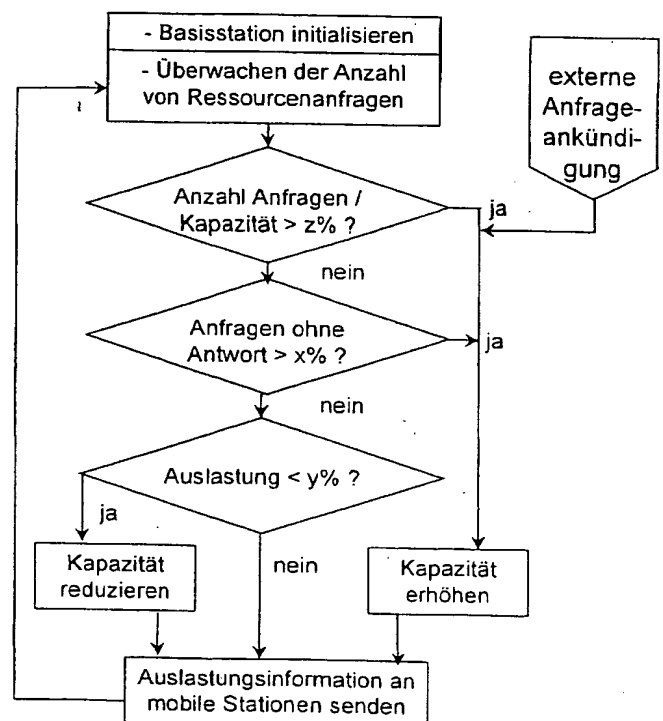 - Basisstation initialisieren
- Überwachen der Anzahl
von Ressourcenanfragen
externe
Anfrage-
ankündi-
gung
Anzahl Anfragen /
Kapazität > z% ?
ja
nein
Anfragen ohne
Antwort > x% ?
ja
nein
Auslastung < y% ?
ja
nein
Kapazität
reduzieren
Kapazität
erhöhen
Auslastungsinformation an
mobile Stationen senden